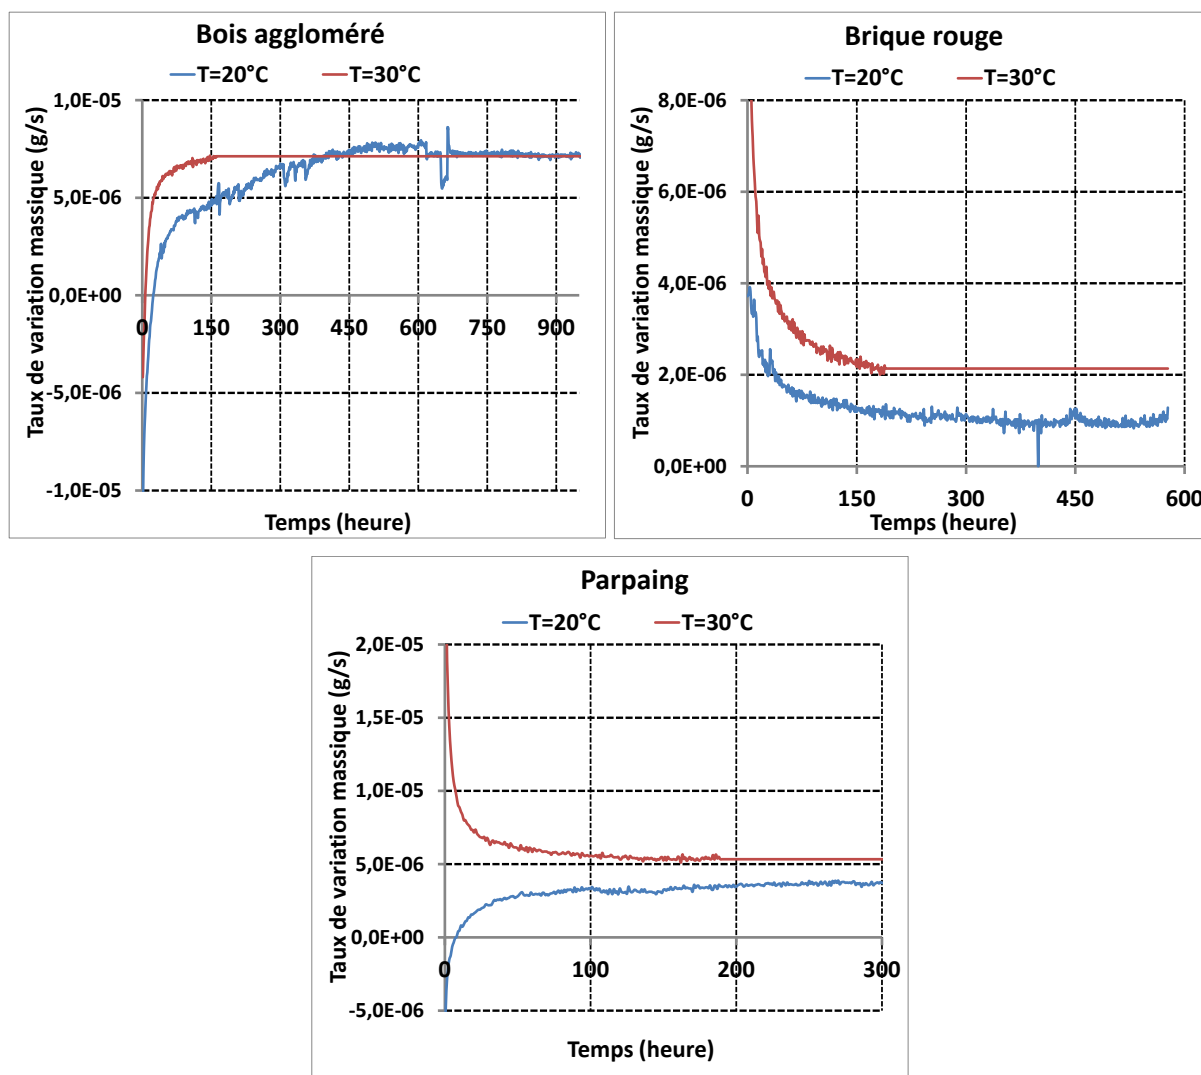 Bois aggloméré
T=20°C T=30°C
Taux de variation massique (g/s)
1,0E-05
5,0E-06
0,0E+00
-5,0E-06
-1,0E-05
0 150 300 450 600 750 900
Temps (heure)
Brique rouge
T=20°C T=30°C
Taux de variation massique (g/s)
8,0E-06
6,0E-06
4,0E-06
2,0E-06
0,0E+00
0 150 300 450 600
Temps (heure)
Parpaing
T=20°C T=30°C
Taux de variation massique (g/s)
2,0E-05
1,5E-05
1,0E-05
5,0E-06
0,0E+00
-5,0E-06
0 100 200 300
Temps (heure)